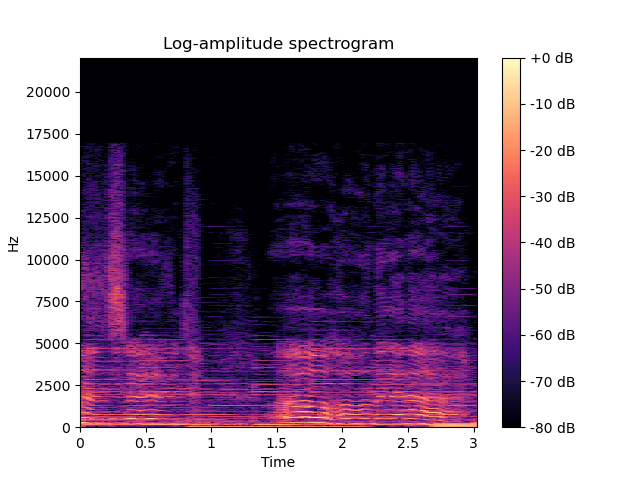 Log-amplitude spectrogram
Hz
20000
17500
15000
12500
10000
7500
5000
2500
0
0 0.5 1 1.5 2 2.5 3
Time
+0 dB
-10 dB
-20 dB
-30 dB
-40 dB
-50 dB
-60 dB
-70 dB
-80 dB